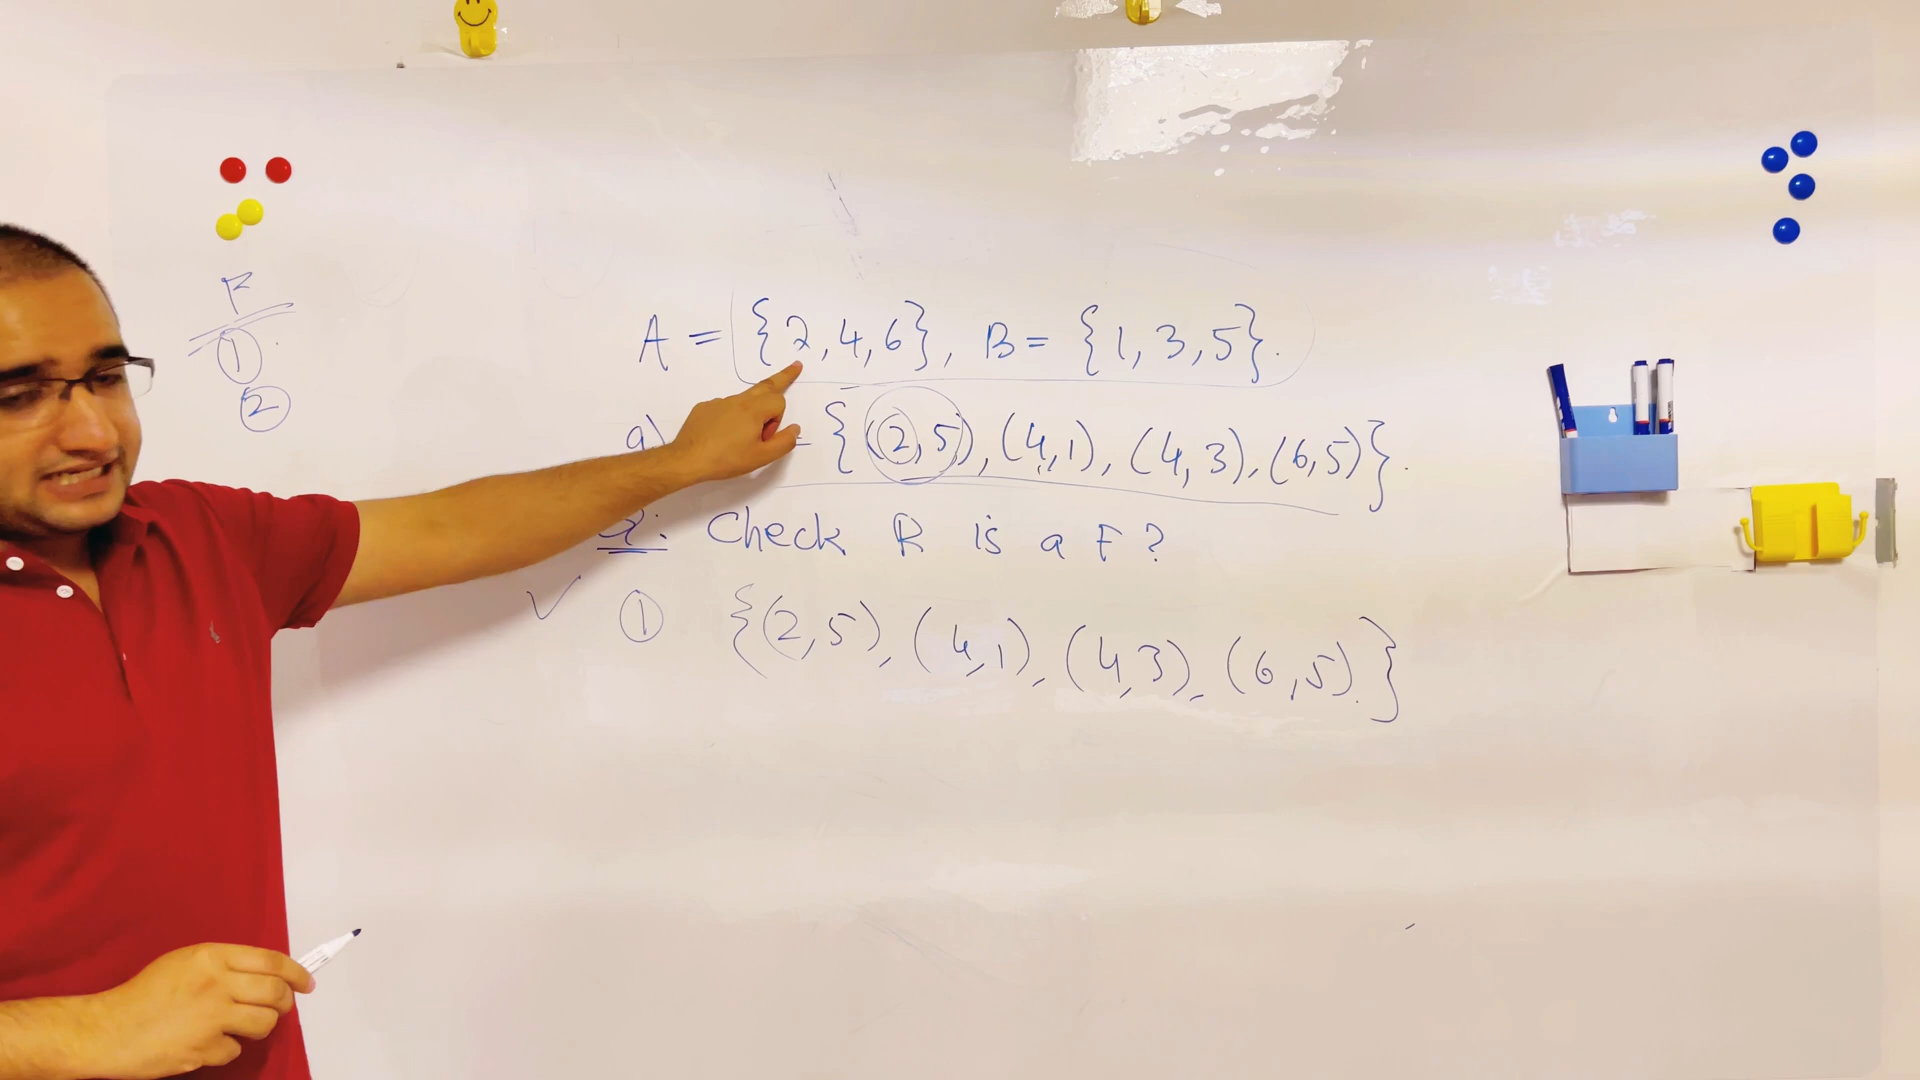 F
①
②
A = {2,4,6}, B = {1,3,5}.
a) = {(2,5), (4,1), (4,3), (6,5)}.
Check R is a F?
✓ ① {(2,5), (4,1), (4,3), (6,5)}